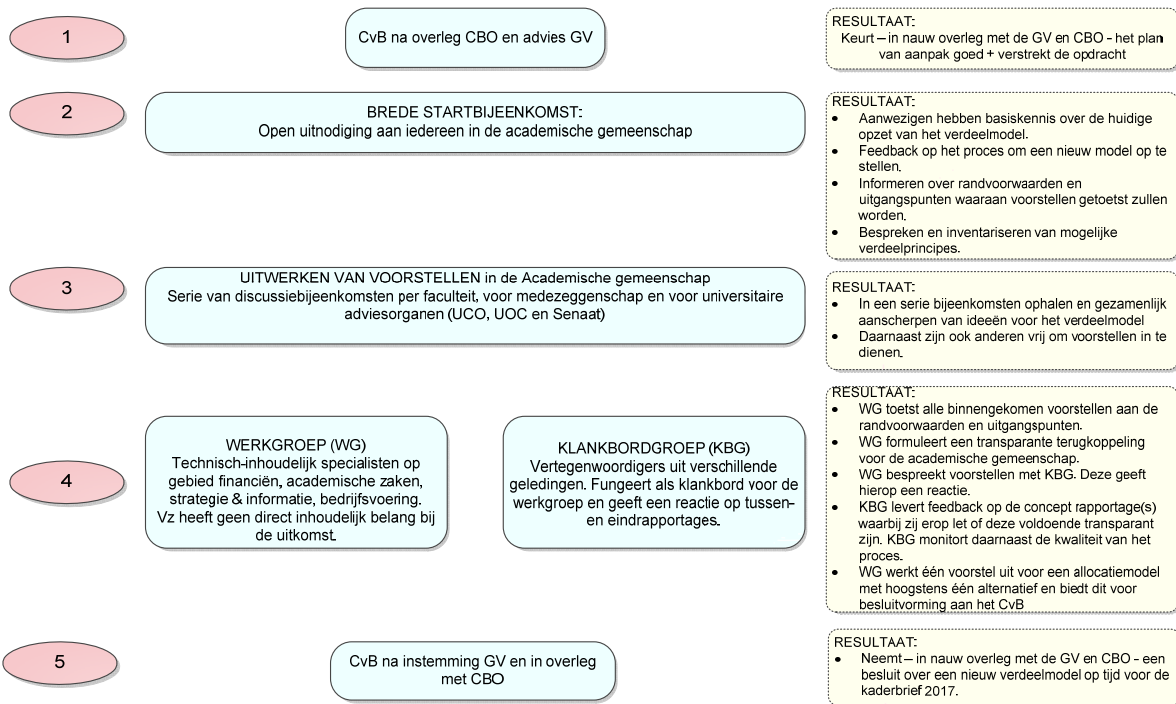 1
CvB na overleg CBO en advies GV
RESULTAAT:
Keurt – in nauw overleg met de GV en CBO - het plan
van aanpak goed + verstrekt de opdracht
2
BREDE STARTBIJEENKOMST:
Open uitnodiging aan iedereen in de academische gemeenschap
RESULTAAT:
• Aanwezigen hebben basiskennis over de huidige
opzet van het verdeelmodel.
• Feedback op het proces om een nieuw model op te
stellen.
• Informeren over randvoorwaarden en
uitgangspunten waaraan voorstellen getoetst zullen
worden.
• Bespreken en inventariseren van mogelijke
verdeelprincipes.
3
UITWERKEN VAN VOORSTELLEN in de Academische gemeenschap
Serie van discussiebijeenkomsten per faculteit, voor medezeggenschap en voor universitaire
adviesorganen (UCO, UOC en Senaat)
RESULTAAT:
• In een serie bijeenkomsten ophalen en gezamenlijk
aanscherpen van ideeën voor het verdeelmodel
• Daarnaast zijn ook anderen vrij om voorstellen in te
dienen.
4
WERKGROEP (WG)
Technisch-inhoudelijk specialisten op
gebied financiën, academische zaken,
strategie & informatie, bedrijfsvoering.
Vz heeft geen direct inhoudelijk belang bij
de uitkomst.
KLANKBORDGROEP (KBG)
Vertegenwoordigers uit verschillende
geledingen. Fungeert als klankbord voor de
werkgroep en geeft een reactie op tussen-
en eindrapportages.
RESULTAAT:
• WG toetst alle binnengekomen voorstellen aan de
randvoorwaarden en uitgangspunten.
• WG formuleert een transparante terugkoppeling
voor de academische gemeenschap.
• WG bespreekt voorstellen met KBG. Deze geeft
hierop een reactie.
• KBG levert feedback op de concept rapportage(s)
waarbij zij erop let of deze voldoende transparant
zijn. KBG monitort daarnaast de kwaliteit van het
proces.
• WG werkt één voorstel uit voor een allocatiemodel
met hoogstens één alternatief en biedt dit voor
besluitvorming aan het CvB
5
CvB na instemming GV en in overleg
met CBO
RESULTAAT:
• Neemt – in nauw overleg met de GV en CBO - een
besluit over een nieuw verdeelmodel op tijd voor de
kaderbrief 2017.